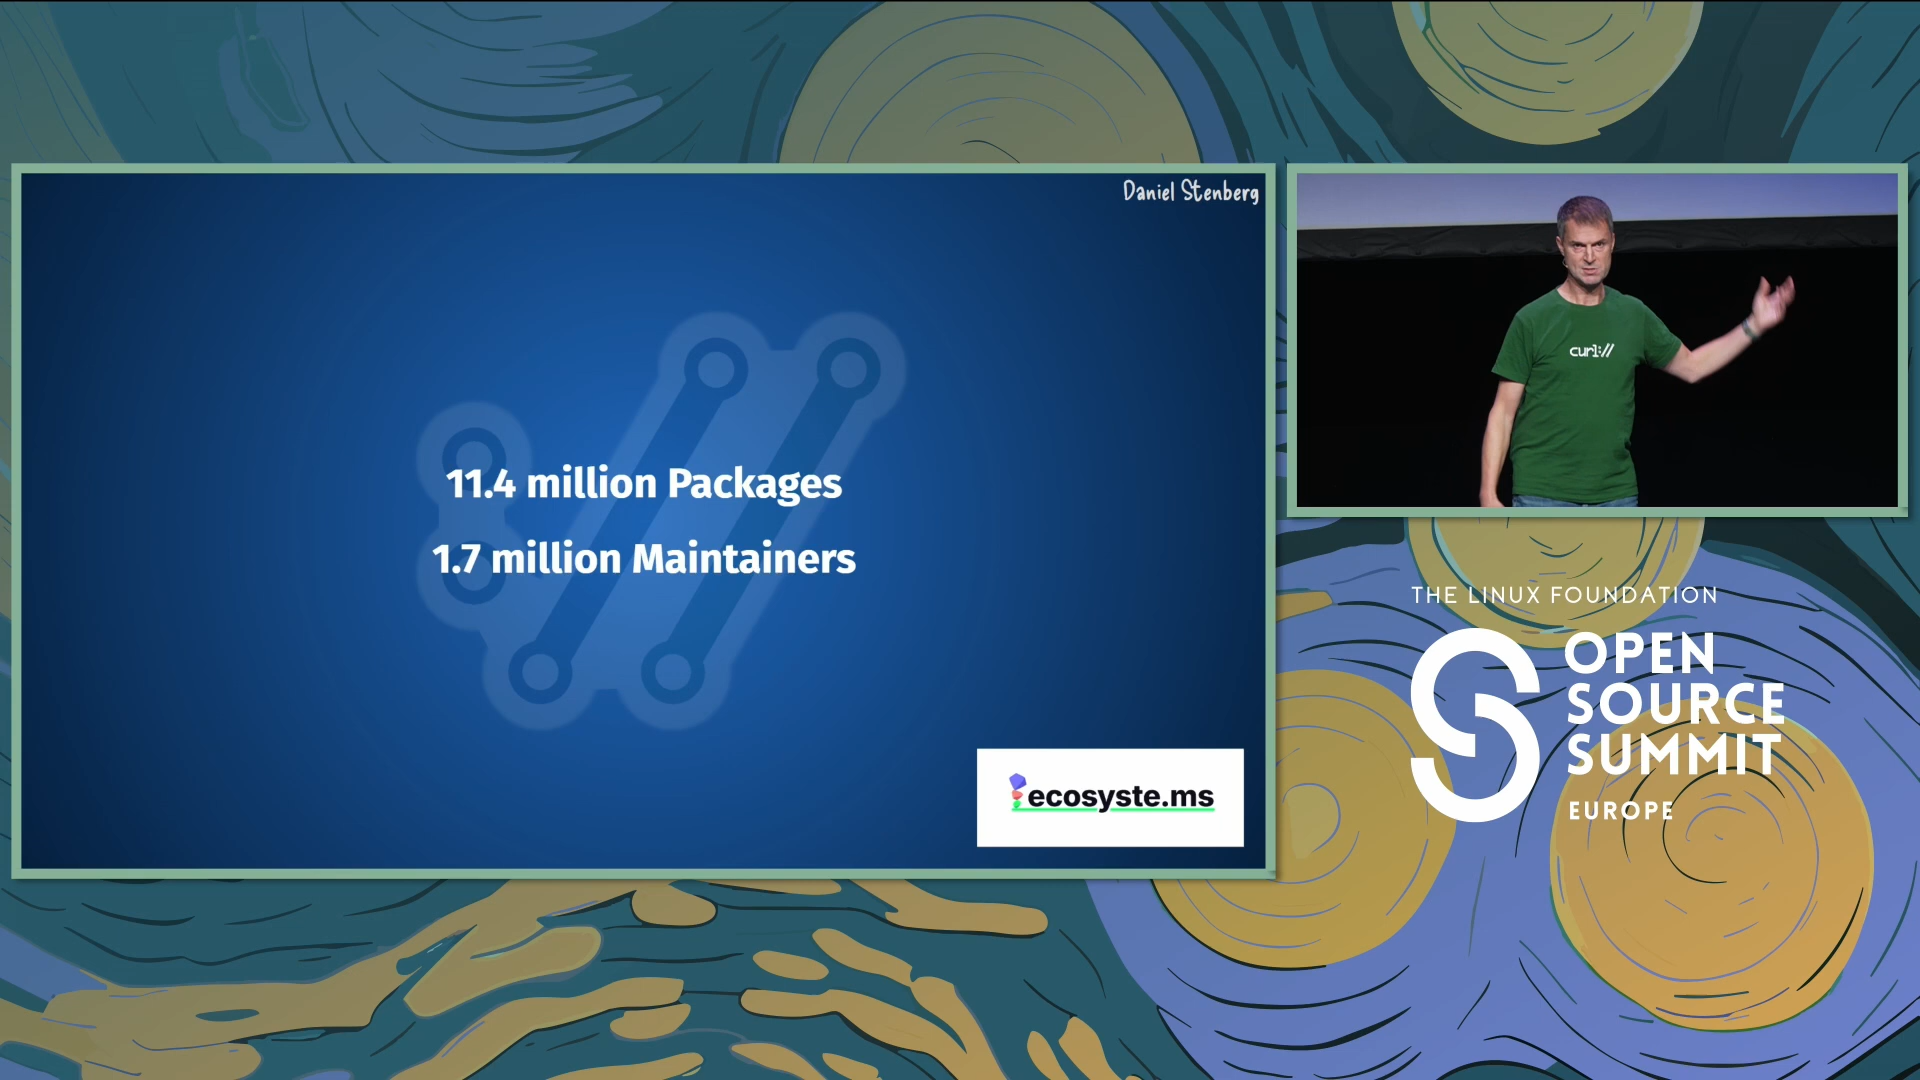 Daniel Stenberg
11.4 million Packages
1.7 million Maintainers
ecosyste.ms
curl://
THE LINUX FOUNDATION
OPEN
SOURCE
SUMMIT
EUROPE